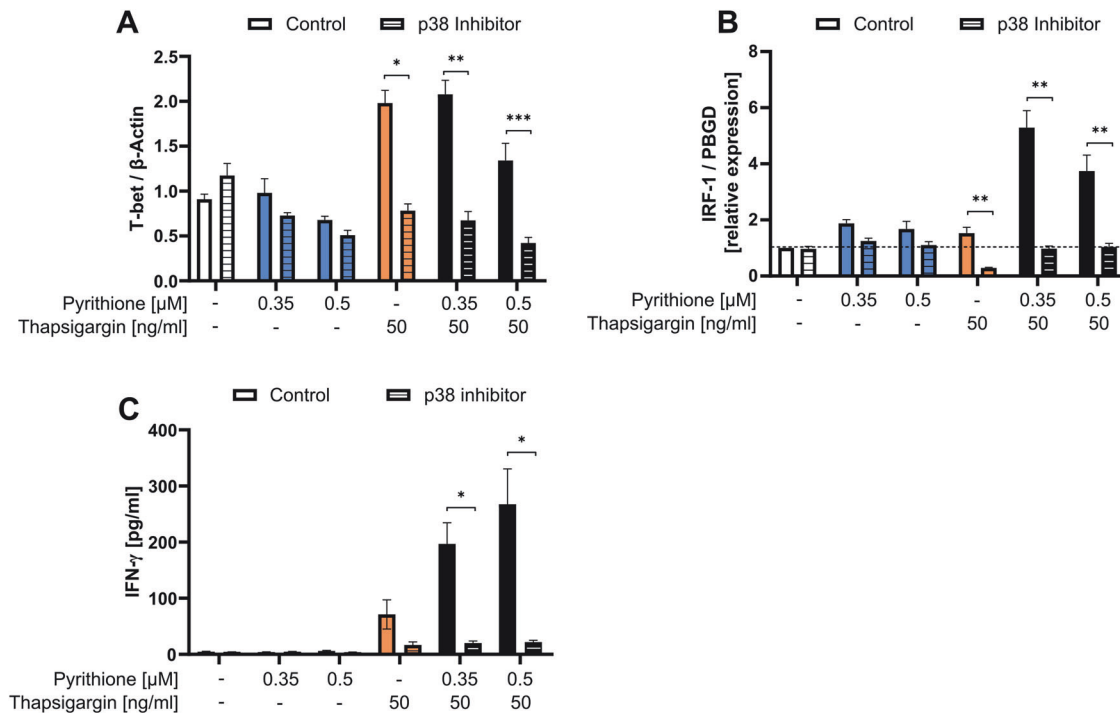 A
Control p38 Inhibitor
T-bet / β-Actin
2.5
2.0
1.5
1.0
0.5
0.0
* ** ***
Pyrithione [µM] - 0.35 0.5 - 0.35 0.5
Thapsigargin [ng/ml] - - - 50 50 50
B
Control p38 Inhibitor
IRF-1 / PBGD
[relative expression]
8
6
4
2
0
** ** **
Pyrithione [µM] - 0.35 0.5 - 0.35 0.5
Thapsigargin [ng/ml] - - - 50 50 50
C
Control p38 inhibitor
IFN-γ [pg/ml]
400
300
200
100
0
* *
Pyrithione [µM] - 0.35 0.5 - 0.35 0.5
Thapsigargin [ng/ml] - - - 50 50 50